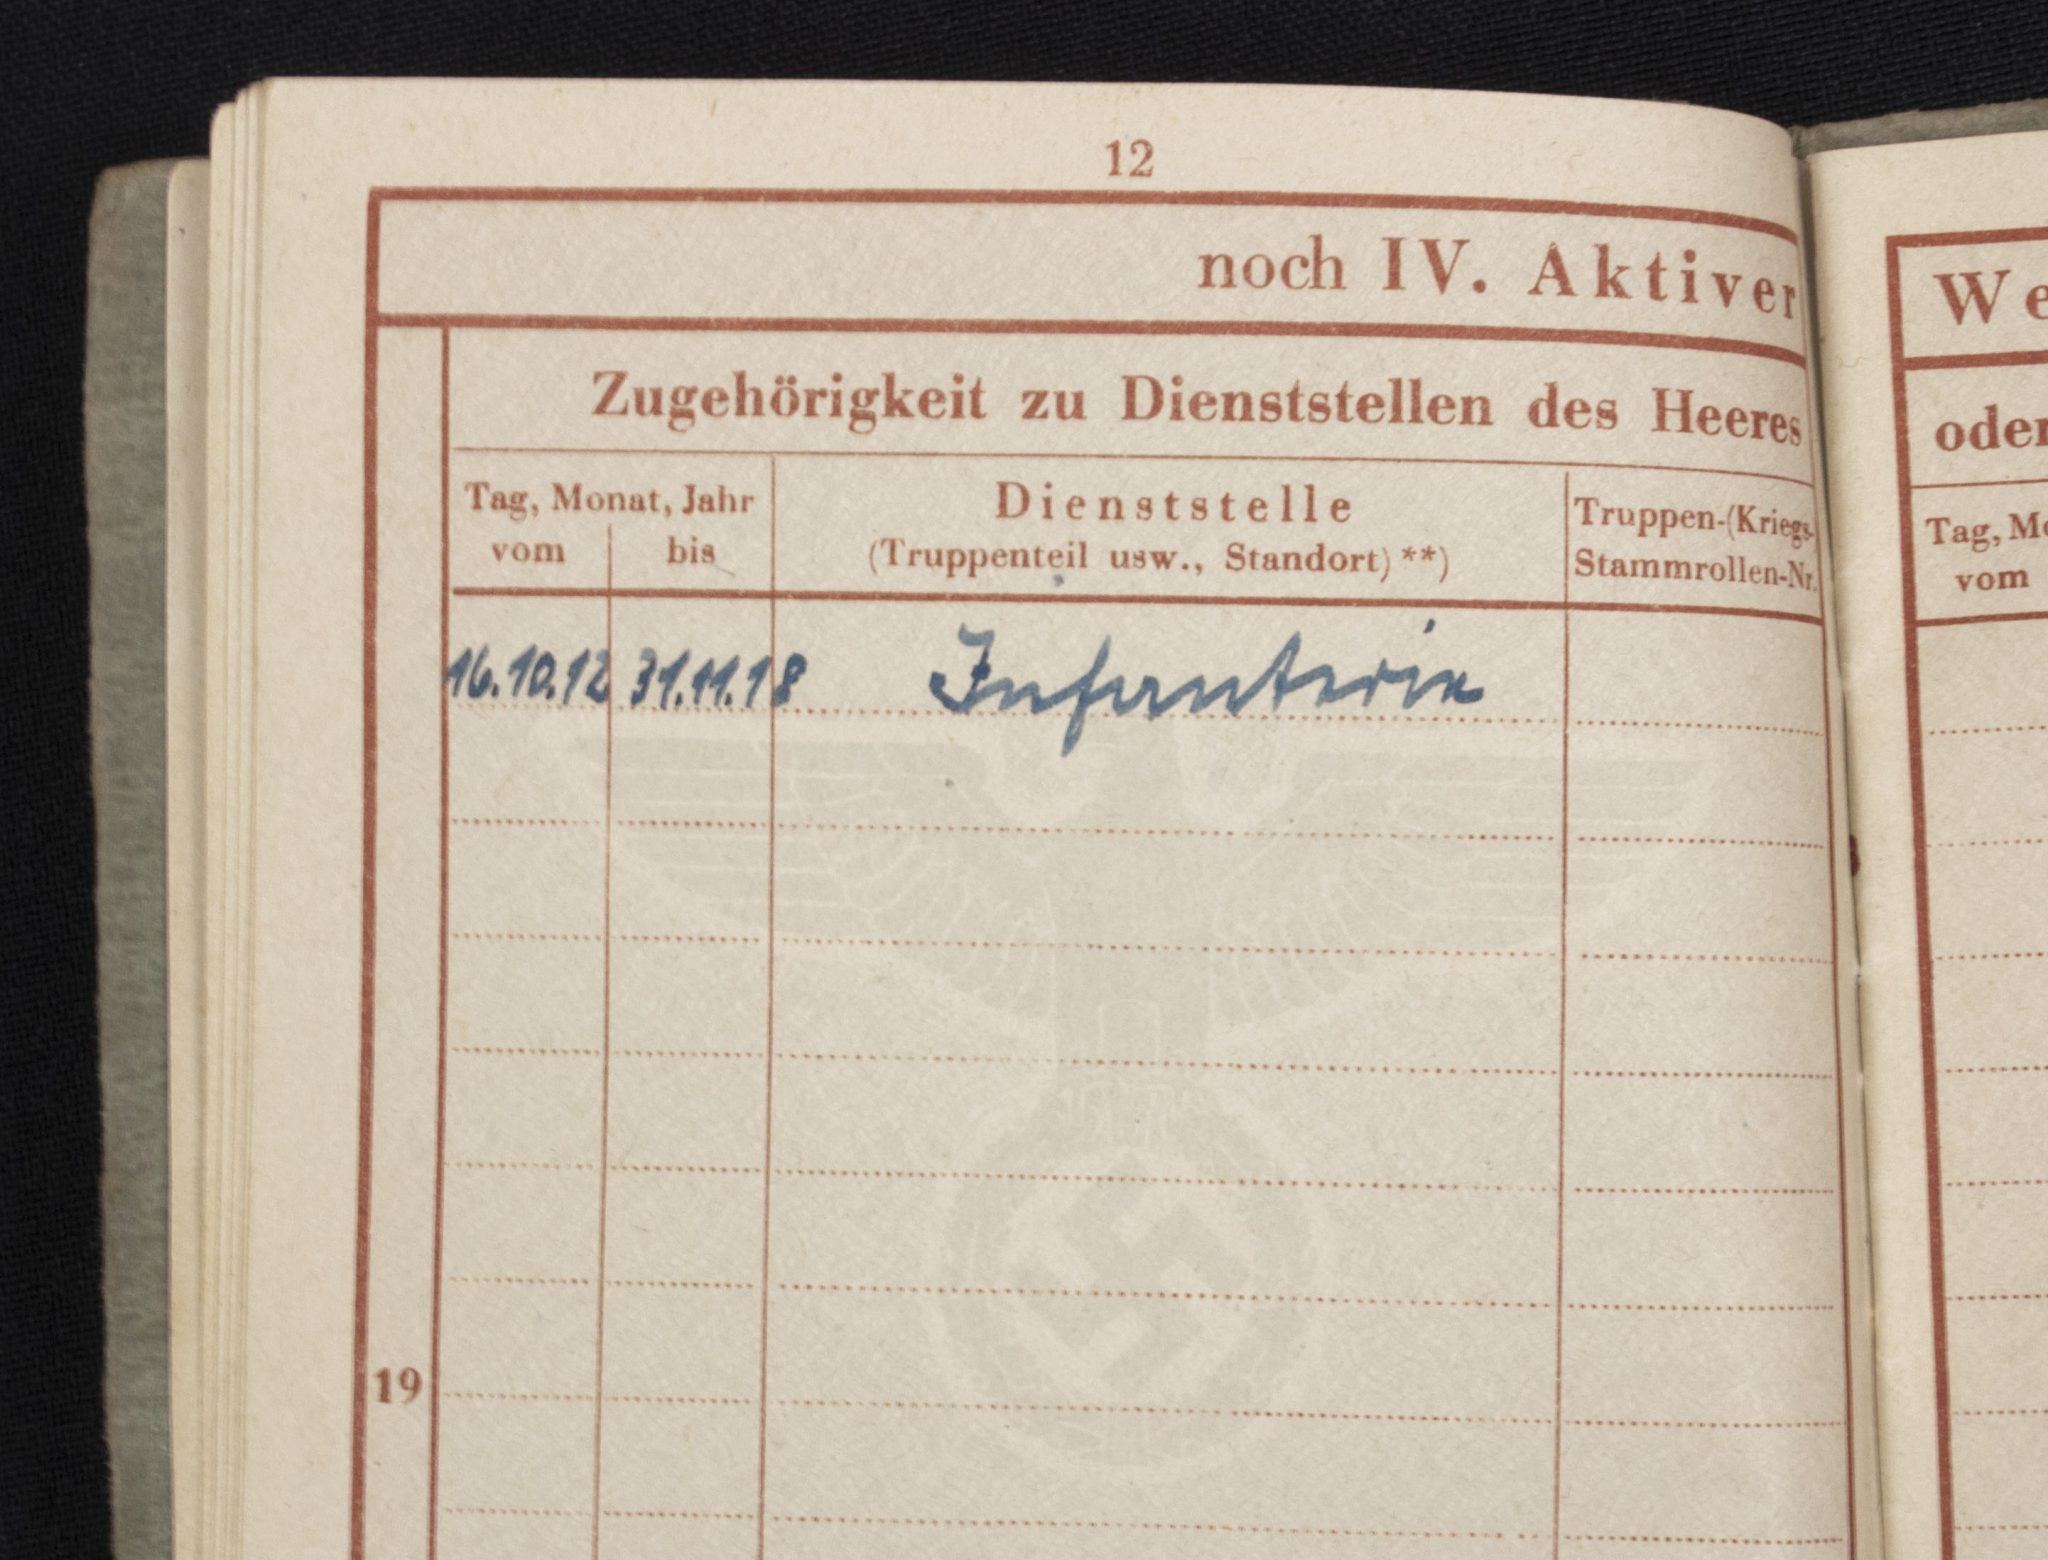 12
noch IV. Aktiver
Zugehörigkeit zu Dienststellen des Heeres
Tag, Monat, Jahr
vom bis
Dienststelle
(Truppenteil usw., Standort) **)
Truppen-(Kriegs-
Stammrollen-Nr.
16.10.12 31.11.18 Infanterie
19
We
oder
Tag, Mo
vom